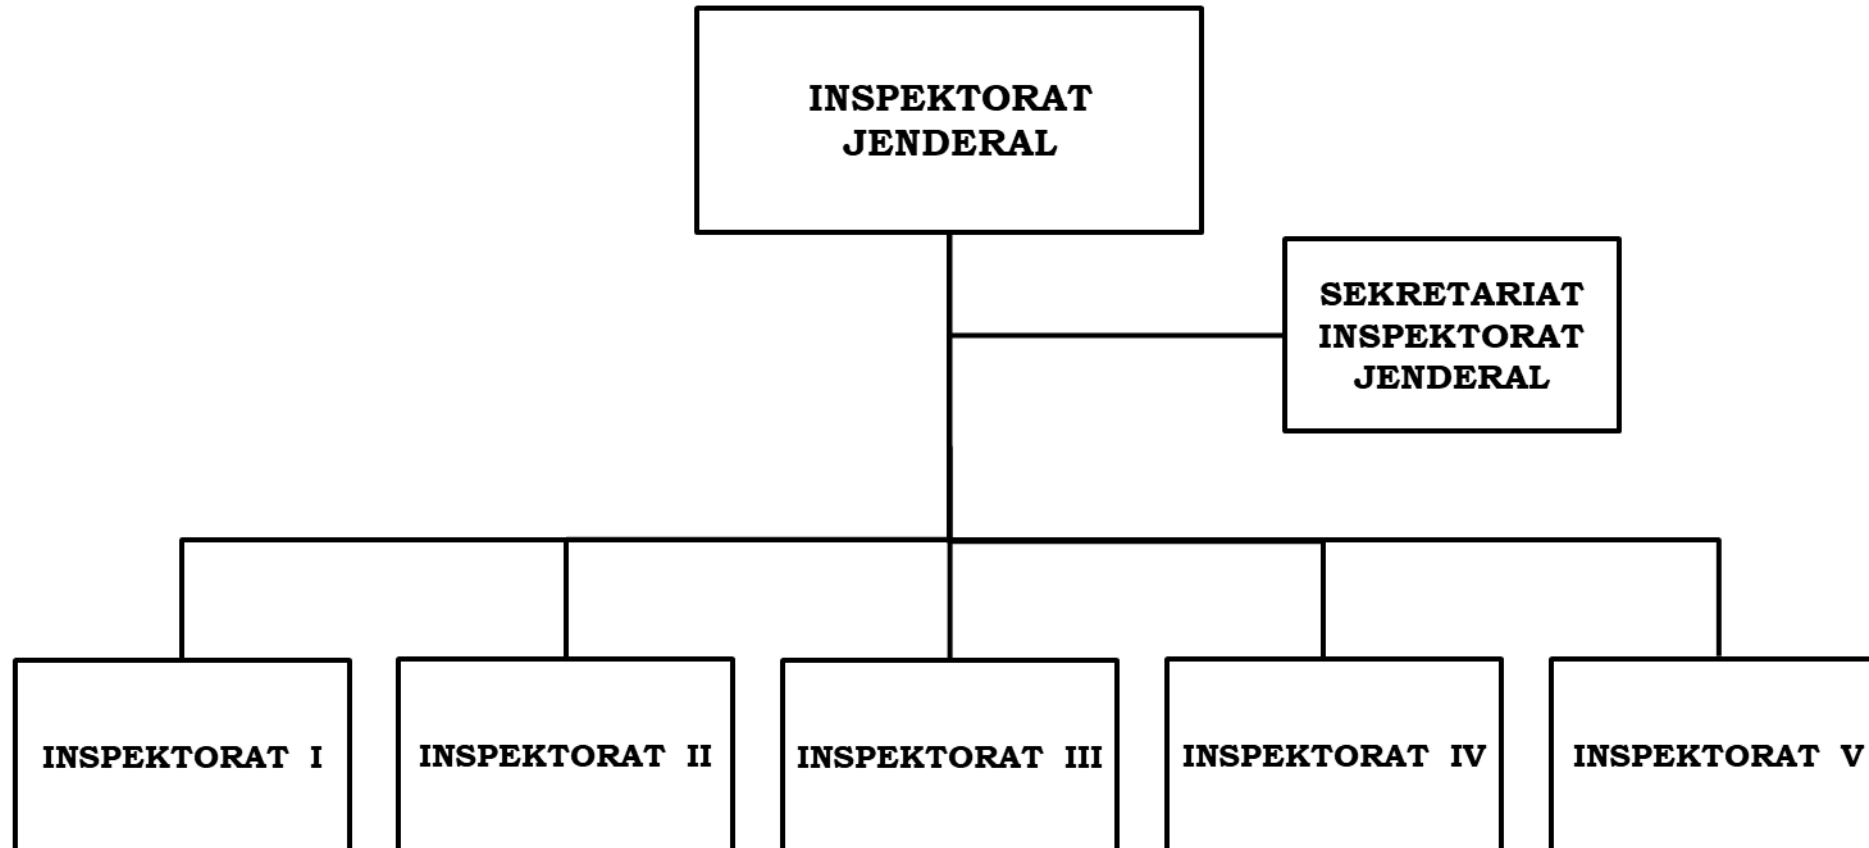 INSPEKTORAT
JENDERAL
SEKRETARIAT
INSPEKTORAT
JENDERAL
INSPEKTORAT I
INSPEKTORAT II
INSPEKTORAT III
INSPEKTORAT IV
INSPEKTORAT V